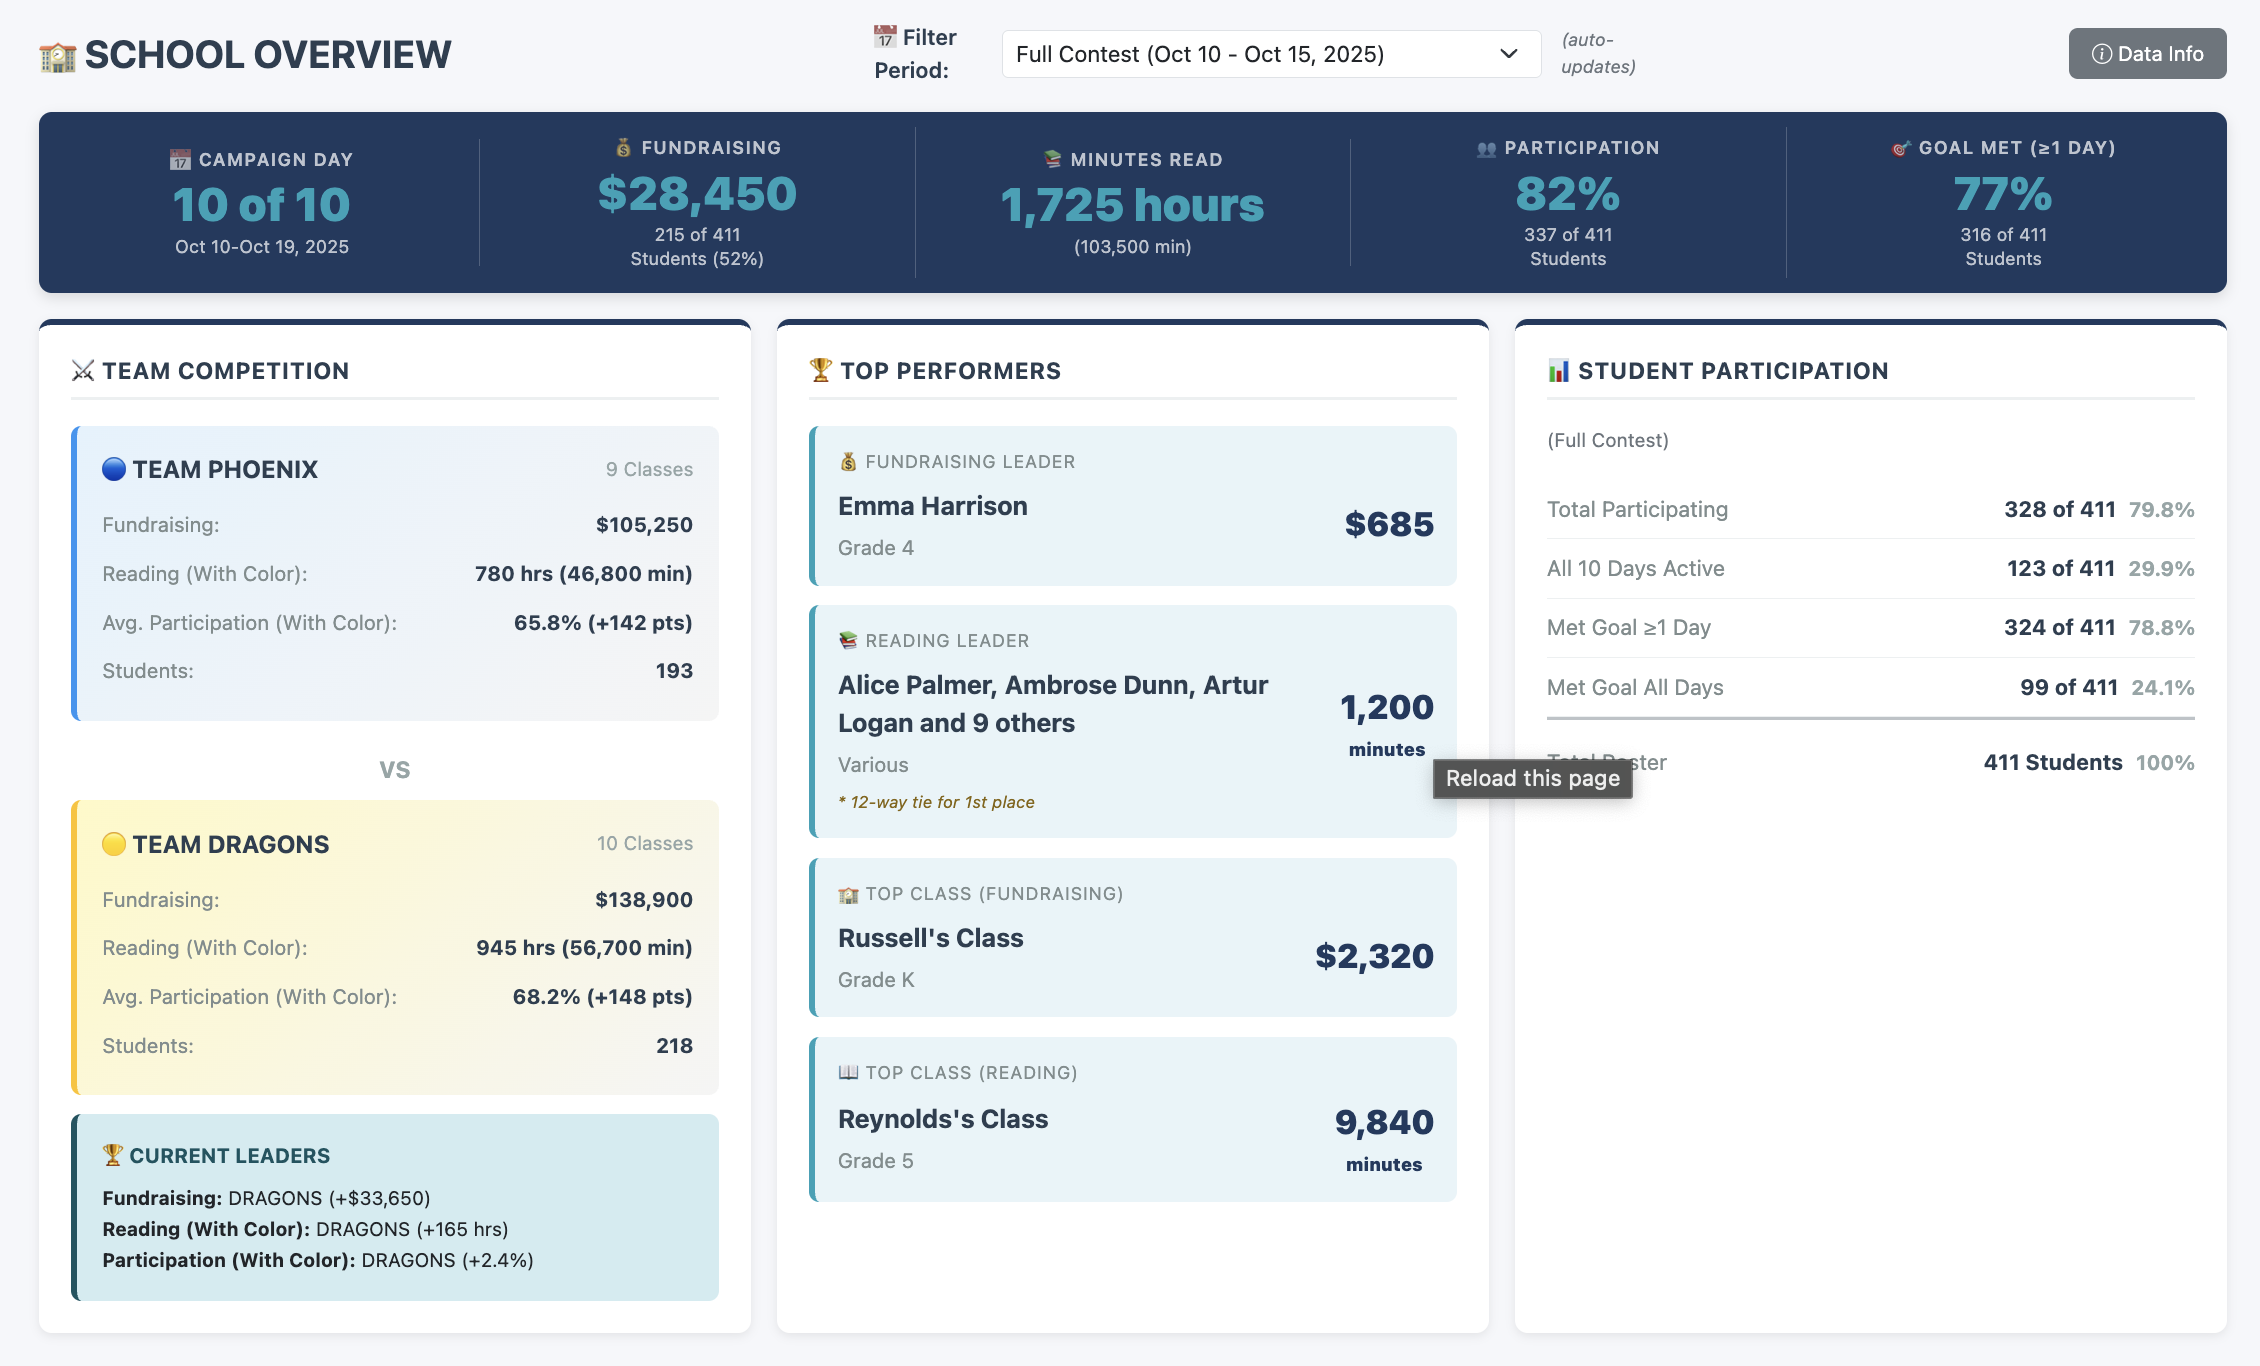 SCHOOL OVERVIEW
17 Filter
Period:
Full Contest (Oct 10 - Oct 15, 2025)
(auto-
updates)
Data Info
17 CAMPAIGN DAY
10 of 10
Oct 10-Oct 19, 2025
FUNDRAISING
$28,450
215 of 411
Students (52%)
MINUTES READ
1,725 hours
(103,500 min)
PARTICIPATION
82%
337 of 411
Students
GOAL MET (≥1 DAY)
77%
316 of 411
Students
TEAM COMPETITION
TEAM PHOENIX 9 Classes
Fundraising: $105,250
Reading (With Color): 780 hrs (46,800 min)
Avg. Participation (With Color): 65.8% (+142 pts)
Students: 193
VS
TEAM DRAGONS 10 Classes
Fundraising: $138,900
Reading (With Color): 945 hrs (56,700 min)
Avg. Participation (With Color): 68.2% (+148 pts)
Students: 218
CURRENT LEADERS
Fundraising: DRAGONS (+$33,650)
Reading (With Color): DRAGONS (+165 hrs)
Participation (With Color): DRAGONS (+2.4%)
TOP PERFORMERS
FUNDRAISING LEADER
Emma Harrison
Grade 4
$685
READING LEADER
Alice Palmer, Ambrose Dunn, Artur
Logan and 9 others
Various
* 12-way tie for 1st place
1,200
minutes
TOP CLASS (FUNDRAISING)
Russell's Class
Grade K
$2,320
TOP CLASS (READING)
Reynolds's Class
Grade 5
9,840
minutes
STUDENT PARTICIPATION
(Full Contest)
Total Participating 328 of 411 79.8%
All 10 Days Active 123 of 411 29.9%
Met Goal ≥1 Day 324 of 411 78.8%
Met Goal All Days 99 of 411 24.1%
Total Roster 411 Students 100%
Reload this page